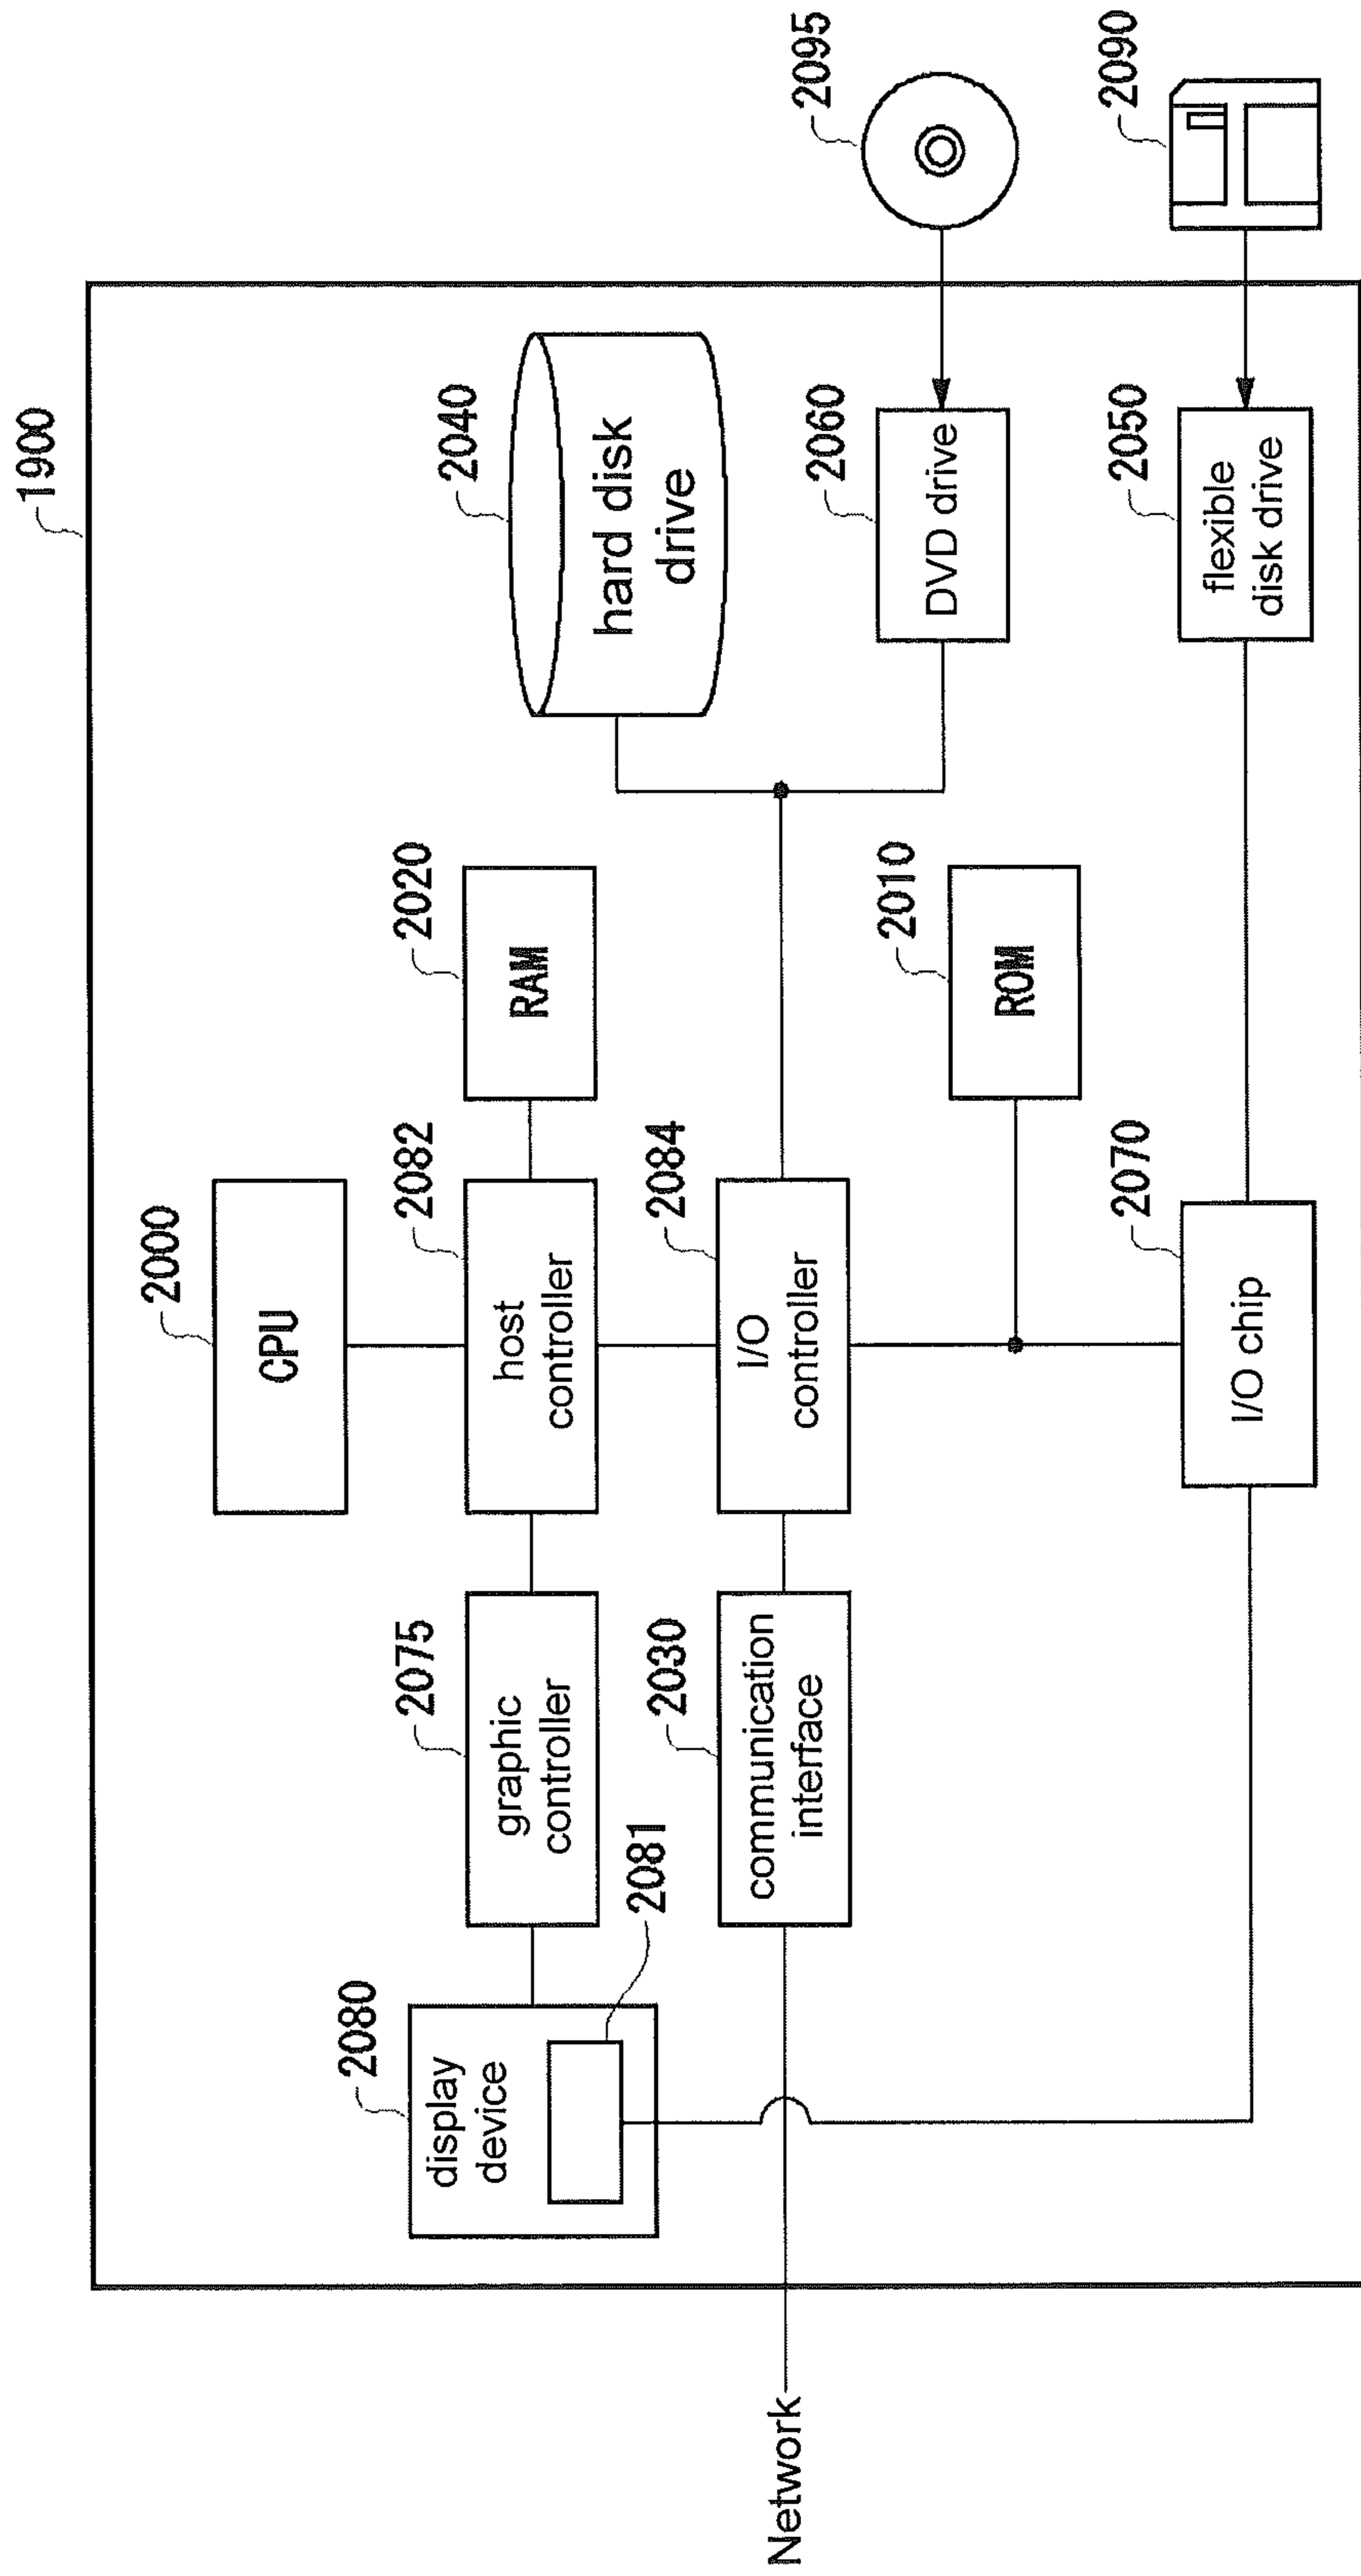 1900
2000
CPU
2080
display
device
2081
2075
graphic
controller
2082
host
controller
2020
RAM
2040
hard disk
drive
2030
communication
interface
2084
I/O
controller
2060
DVD drive
2095
Network
2010
ROM
2070
I/O chip
2050
flexible
disk drive
2090